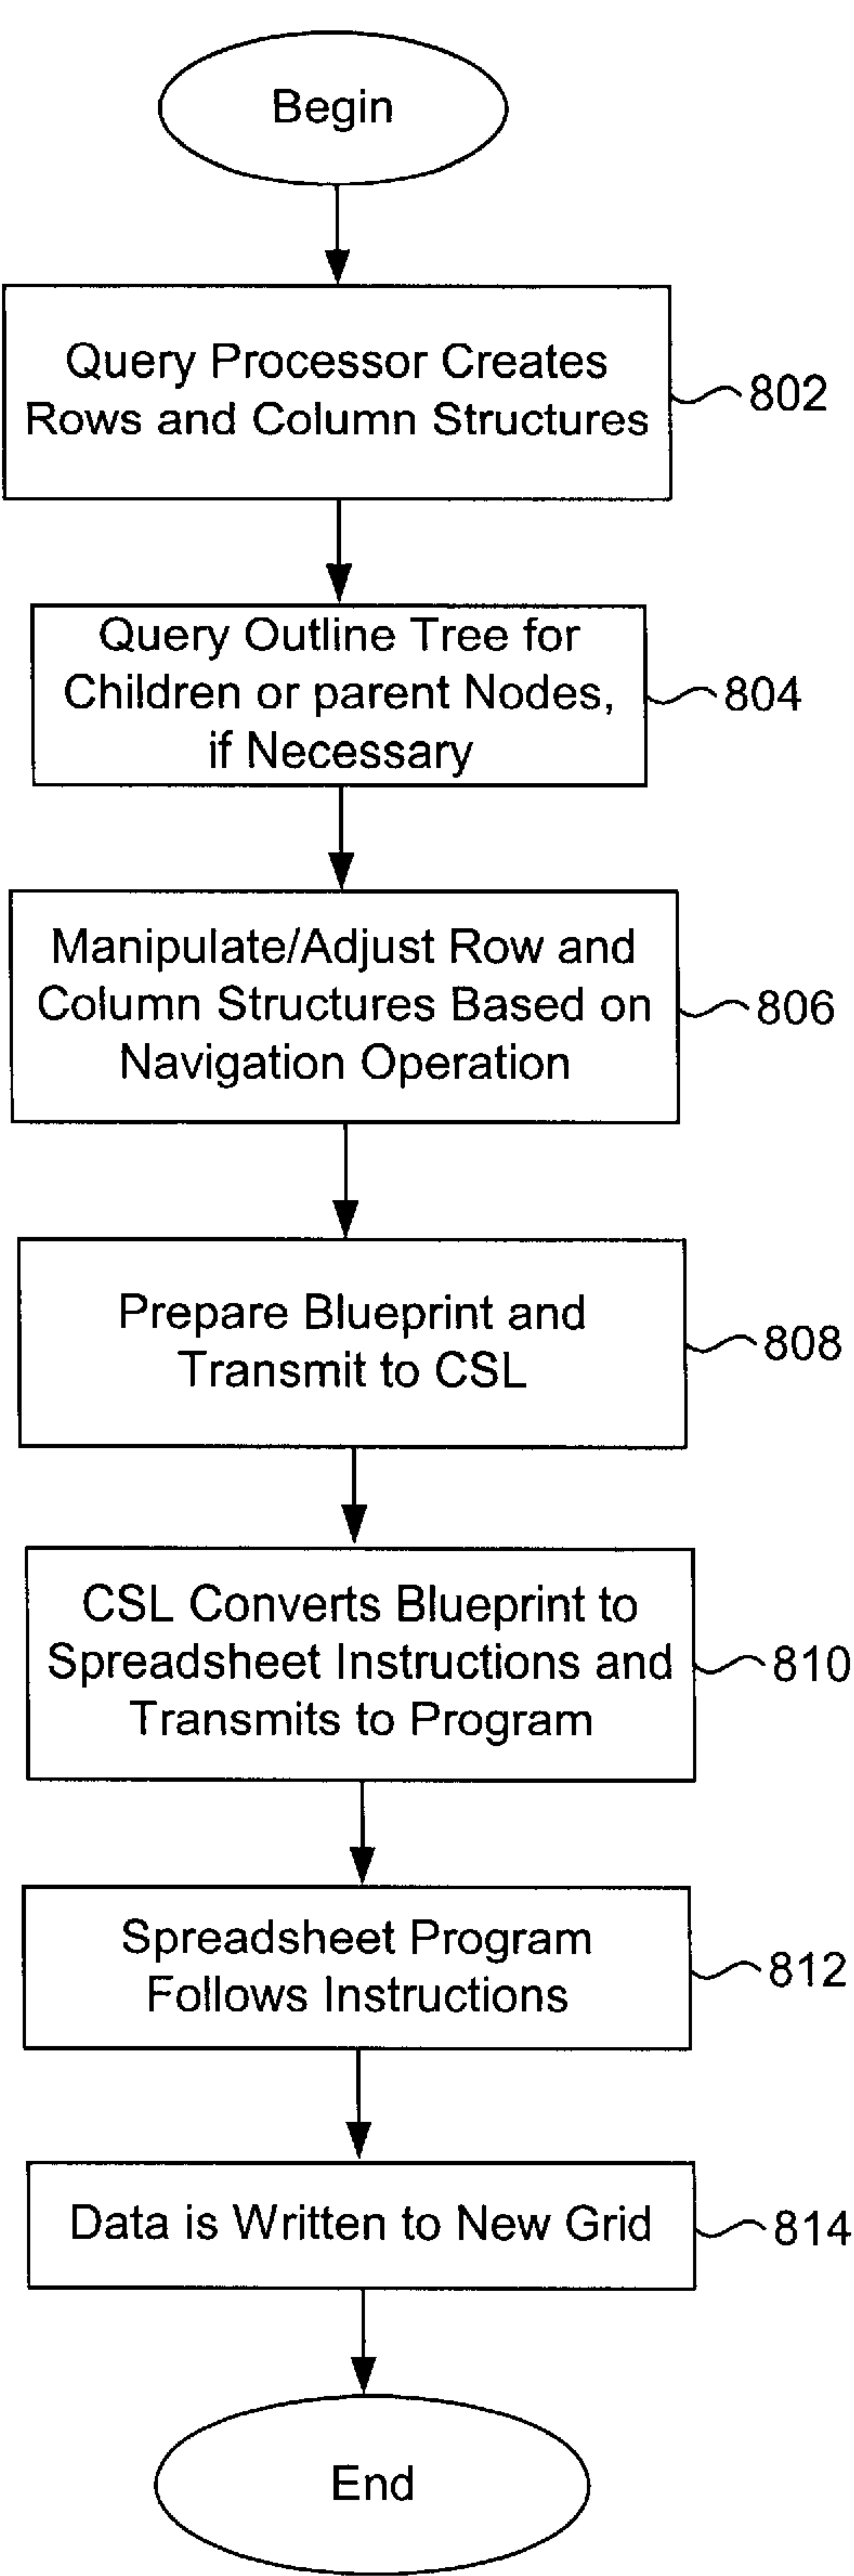 Begin
Query Processor Creates
Rows and Column Structures
802
Query Outline Tree for
Children or parent Nodes,
if Necessary
804
Manipulate/Adjust Row and
Column Structures Based on
Navigation Operation
806
Prepare Blueprint and
Transmit to CSL
808
CSL Converts Blueprint to
Spreadsheet Instructions and
Transmits to Program
810
Spreadsheet Program
Follows Instructions
812
Data is Written to New Grid
814
End